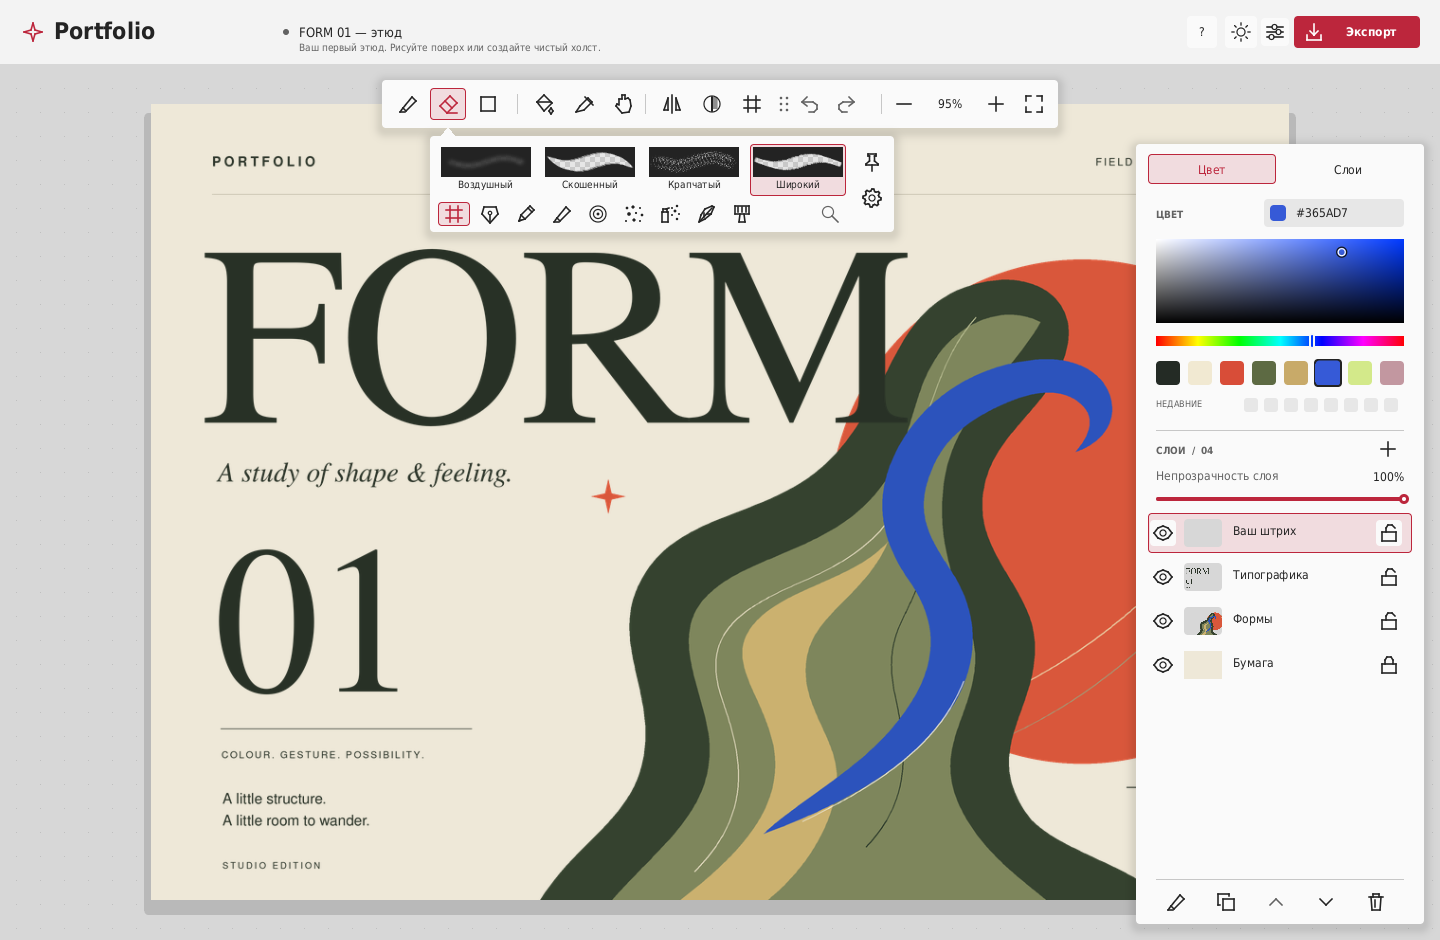 Portfolio
FORM 01 — этюд
Ваш первый этюд. Рисуйте поверх или создайте чистый холст.
?
Экспорт
95%
Воздушный
Скошенный
Крапчатый
Широкий
PORTFOLIO
FIELD
FORM
A study of shape & feeling.
01
COLOUR. GESTURE. POSSIBILITY.
A little structure.
A little room to wander.
STUDIO EDITION
Цвет
Слои
ЦВЕТ
#365AD7
НЕДАВНИЕ
СЛОИ / 04
Непрозрачность слоя
100%
Ваш штрих
FORM
01
Типографика
Формы
Бумага